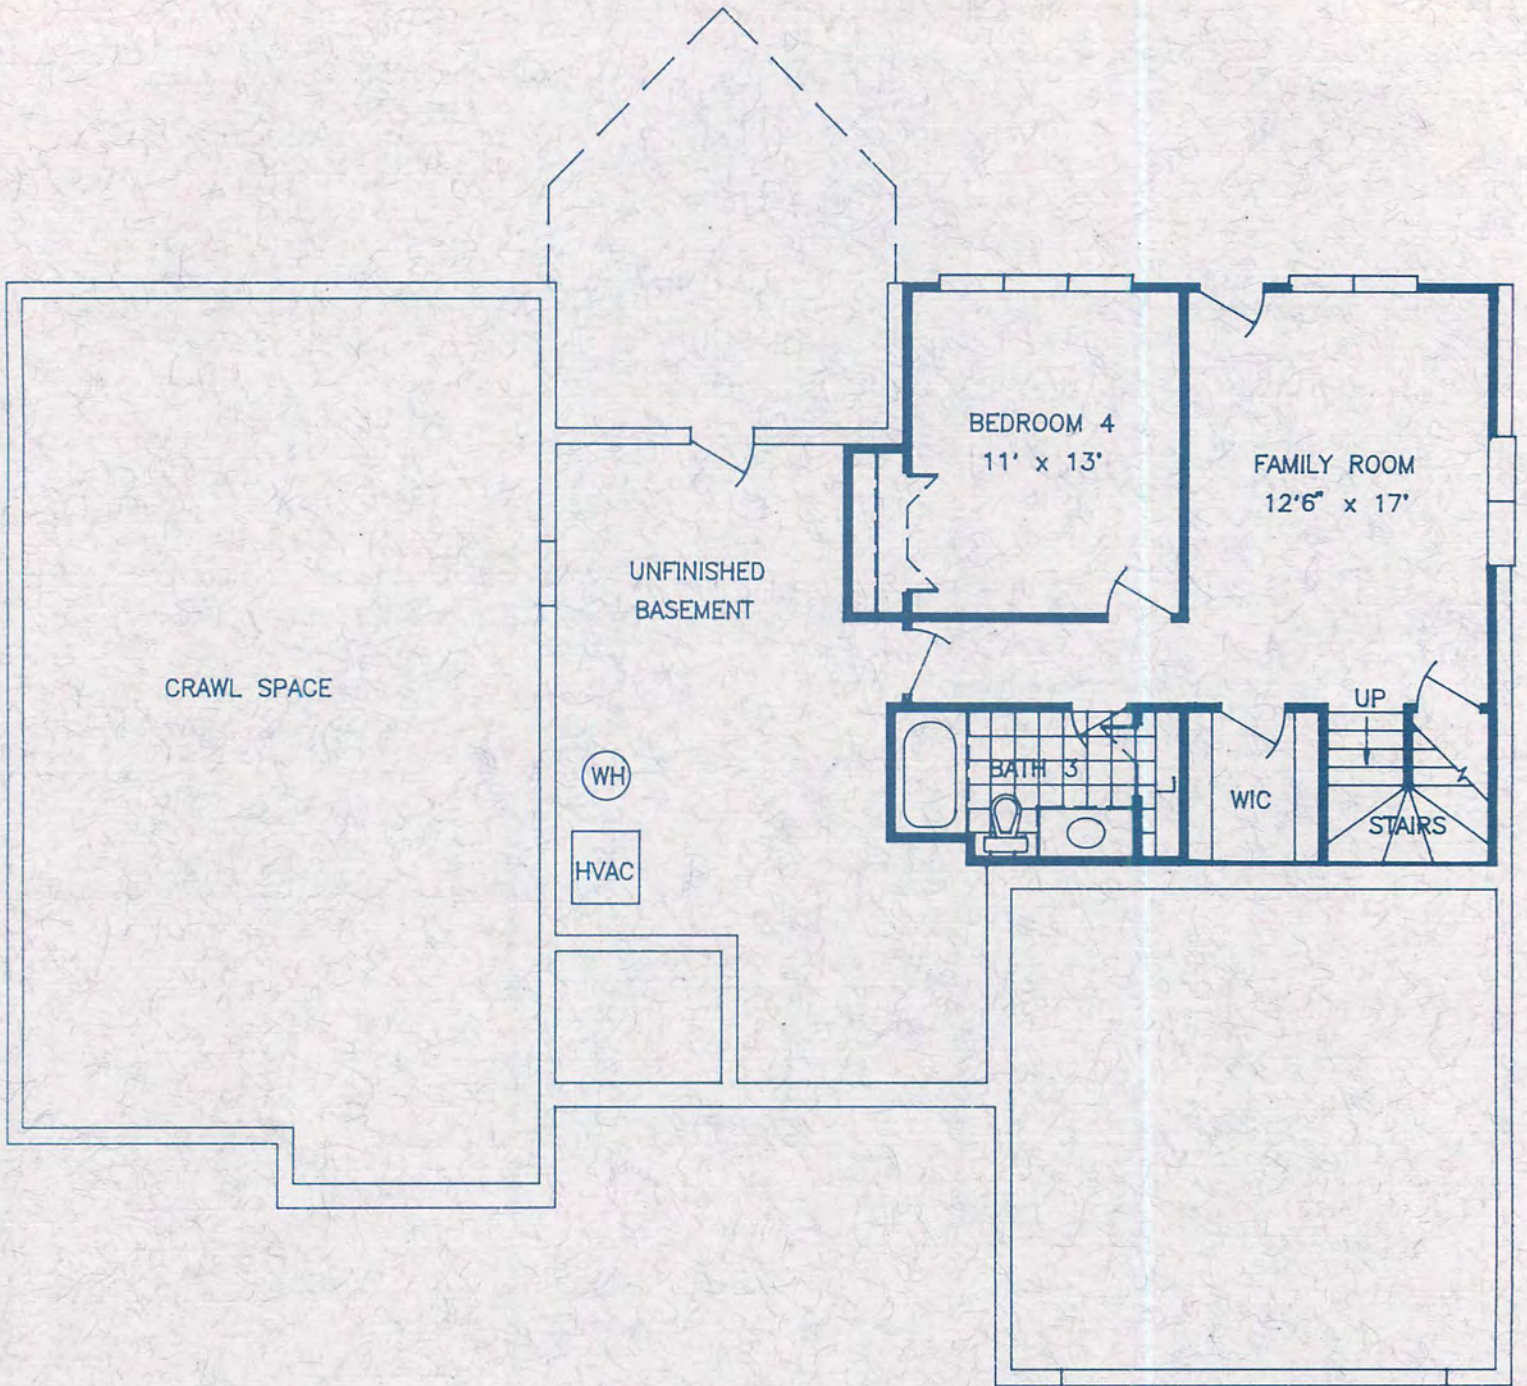 BEDROOM 4
11' x 13'
FAMILY ROOM
12'6" x 17'
UNFINISHED
BASEMENT
CRAWL SPACE
UP
WH
BATH 3
WIC
STAIRS
HVAC